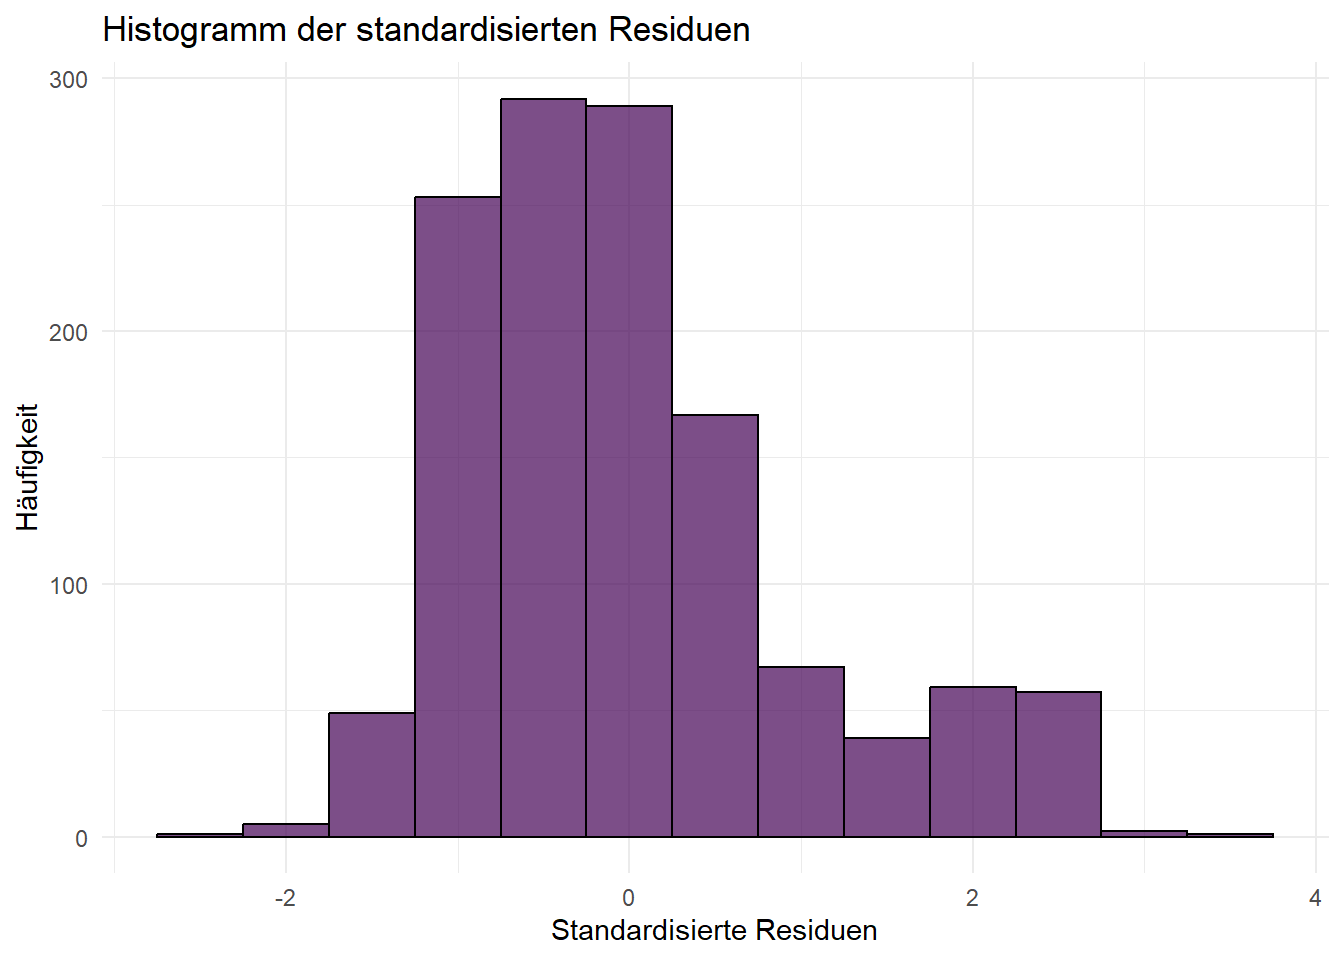 Histogramm der standardisierten Residuen
300
200
100
0
Häufigkeit
-2
0
2
4
Standardisierte Residuen